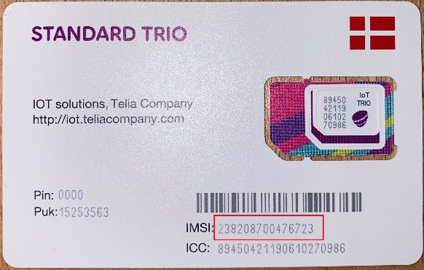 STANDARD TRIO
IoT
TRIO
89450
42119
06102
70986
IOT solutions, Telia Company
http://iot.teliacompany.com
Pin: 0000
Puk:15253563
IMSI: 238208700476723
ICC: 89450421190610270986